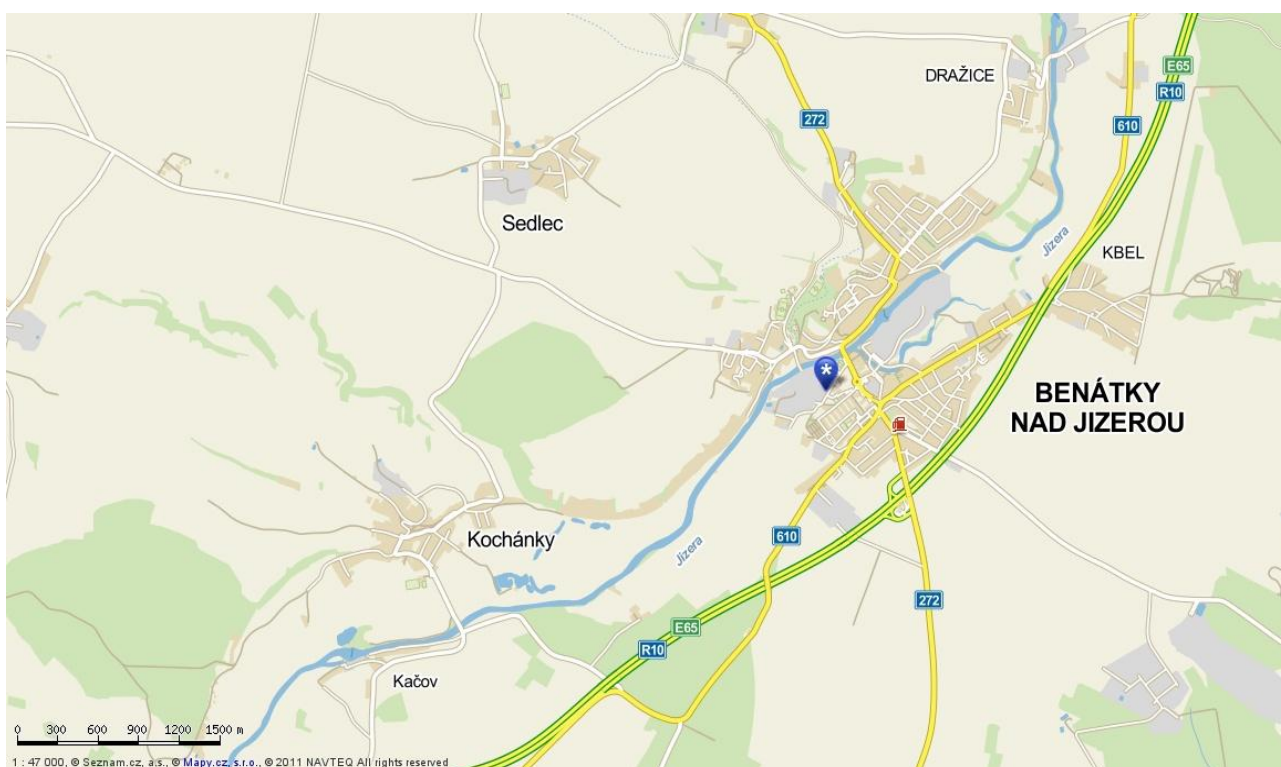 DRAŽICE
E65
R10
272
610
Sedlec
Jizera
KBEL
*
BENÁTKY
NAD JIZEROU
Kochánky
Jizera
610
272
E65
R10
Kačov
0 300 600 900 1200 1500 m
1 : 47 000, © Seznam.cz, a.s., © Mapy.cz, s.r.o., © 2011 NAVTEQ All rights reserved